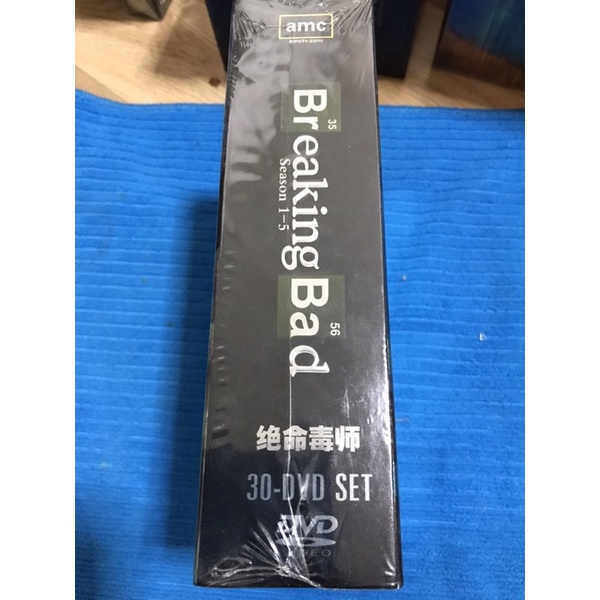 amc
amctv.com
35
Breaking
Season 1-5
56
Bad
绝命毒师
30-DVD SET
DVD
VIDEO